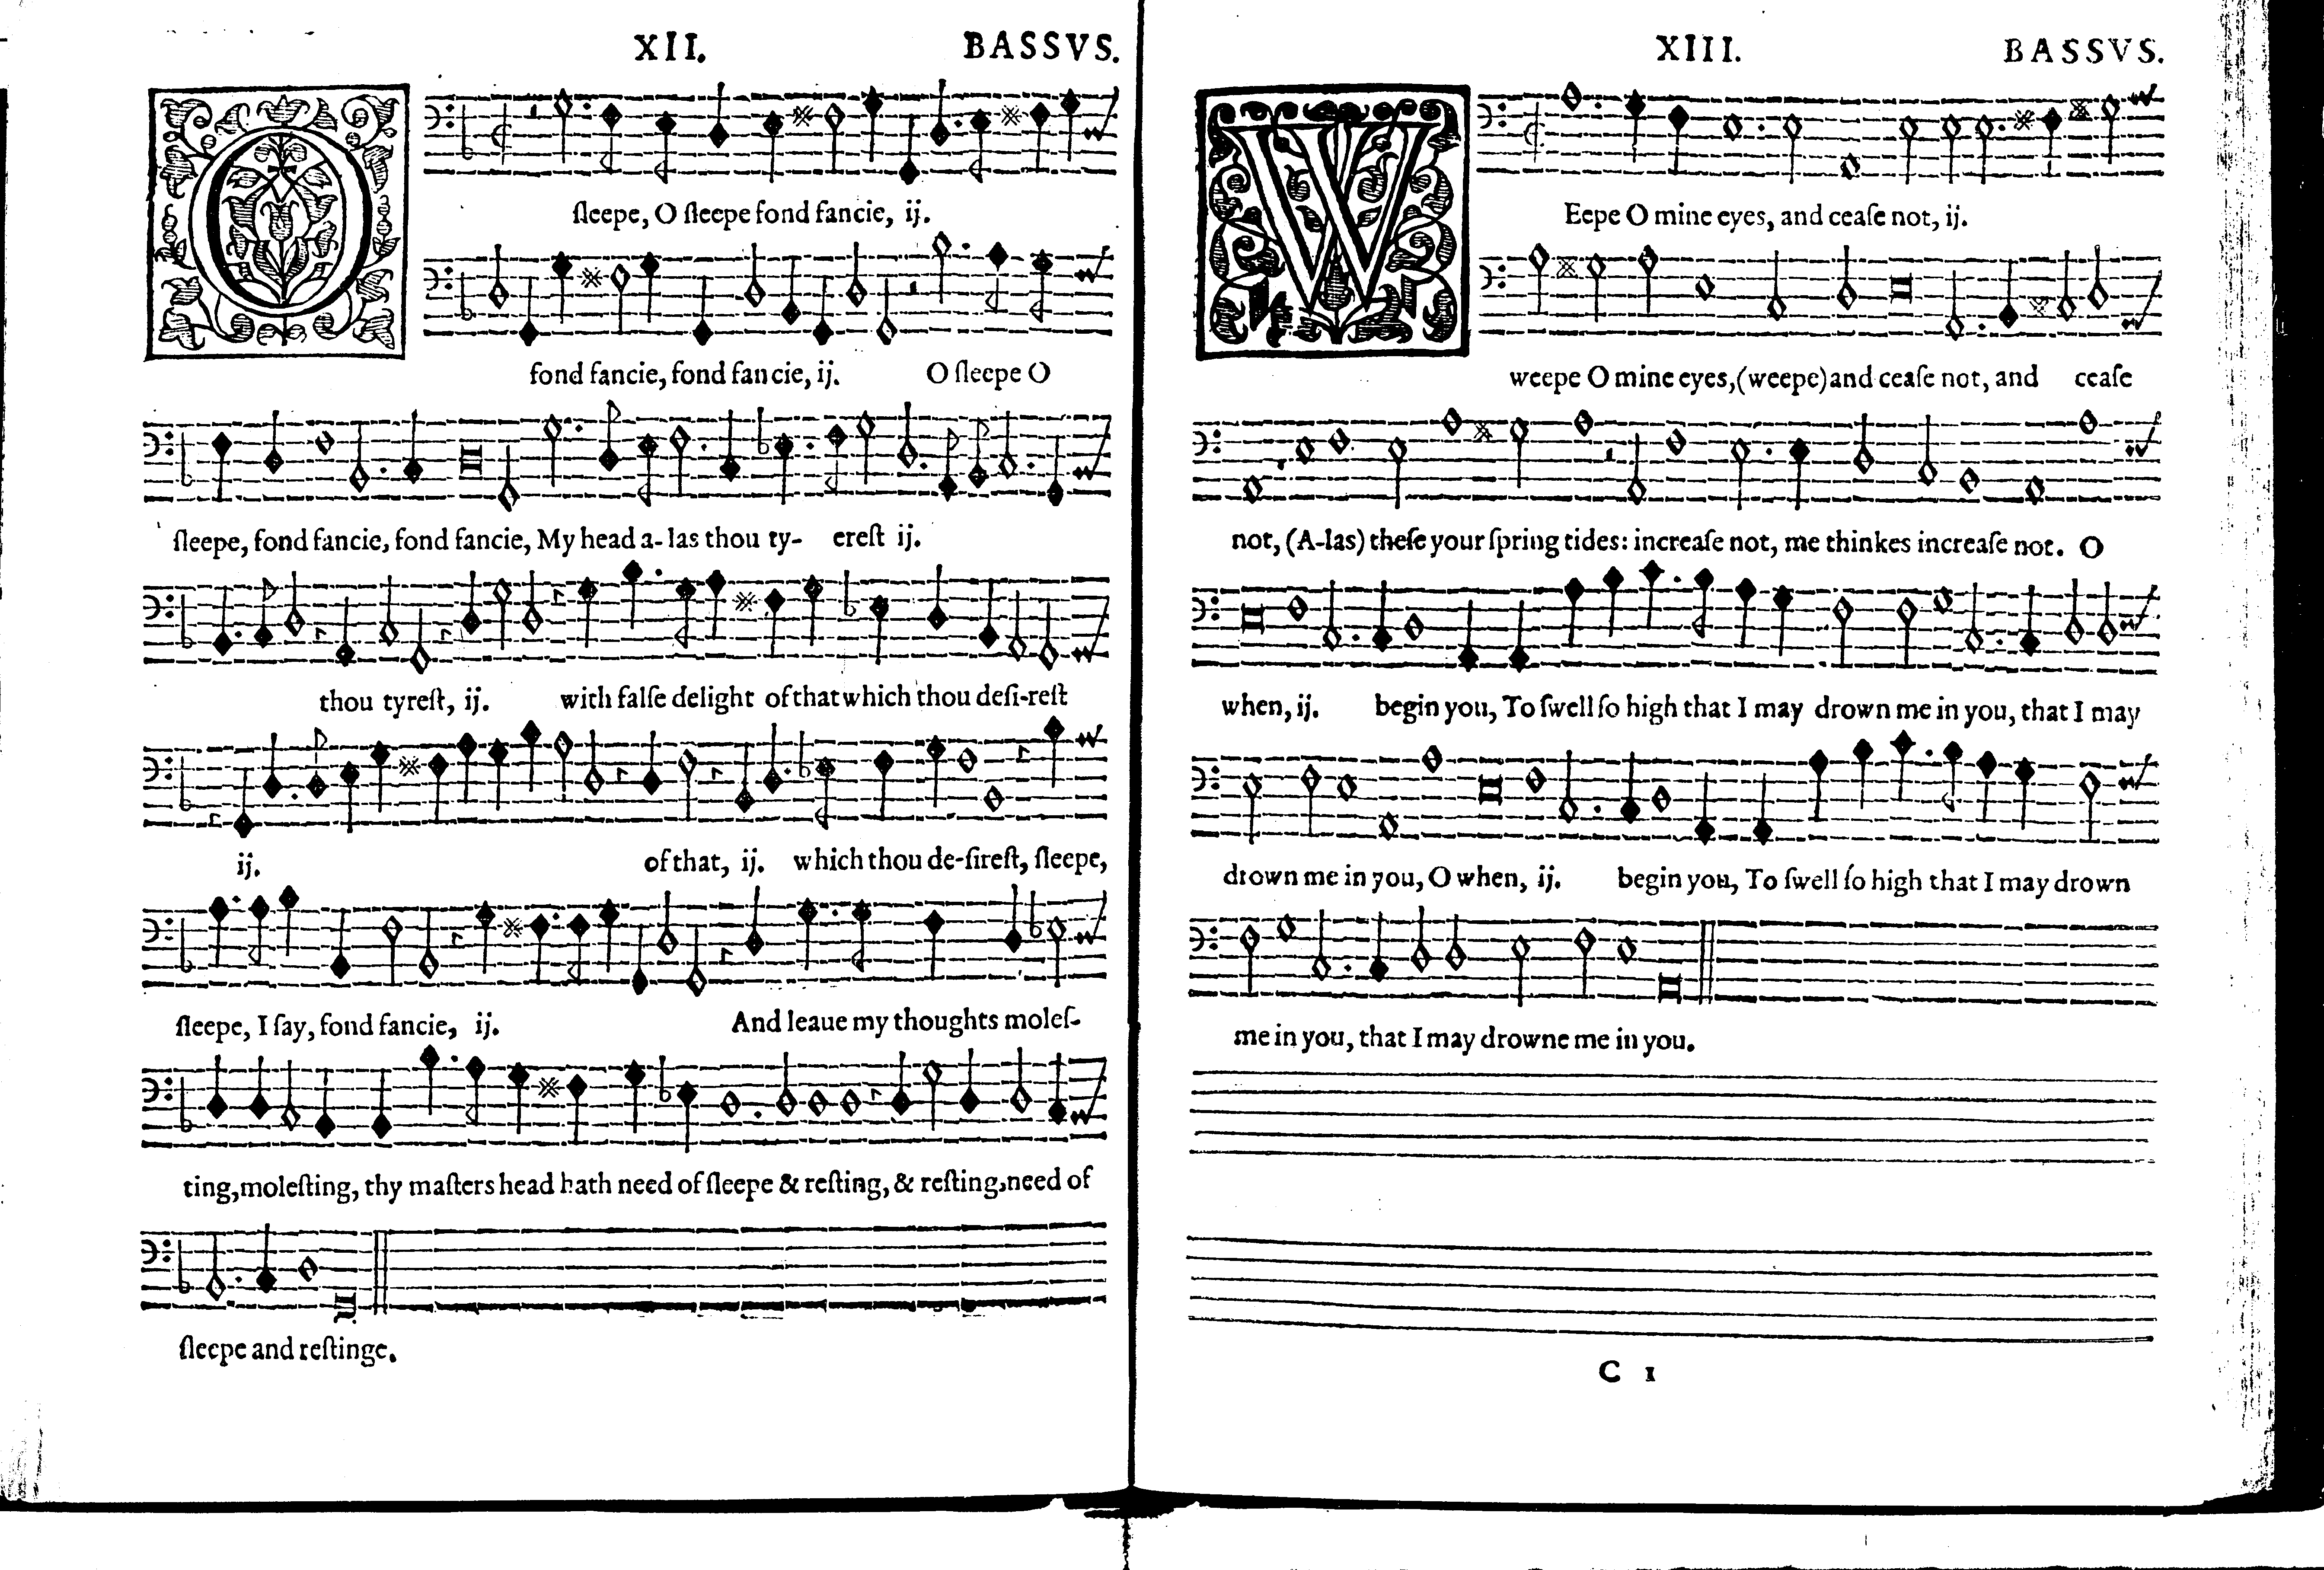 XII. BASSVS.
O
ſleepe, O ſleepe fond fancie, ij.
fond fancie, fond fancie, ij. O ſleepe O
ſleepe, fond fancie, fond fancie, My head a-las thou ty- ereſt ij.
thou tyreſt, ij. with falſe delight of that which thou deſi-reſt
ij. of that, ij. which thou de-ſireſt, ſleepe,
ſleepe, I ſay, fond fancie, ij. And leaue my thoughts moleſ-
ting, moleſting, thy maſters head hath need of ſleepe & reſting, & reſting, need of
ſleepe and reſtinge.
XIII. BASSVS.
W
Eepe O mine eyes, and ceaſe not, ij.
weepe O mine eyes, (weepe) and ceaſe not, and ceaſe
not, (A-las) theſe your ſpring tides: increaſe not, me thinkes increaſe not. O
when, ij. begin you, To ſwell ſo high that I may drown me in you, that I may
drown me in you, O when, ij. begin you, To ſwell ſo high that I may drown
me in you, that I may drowne me in you.
C 1